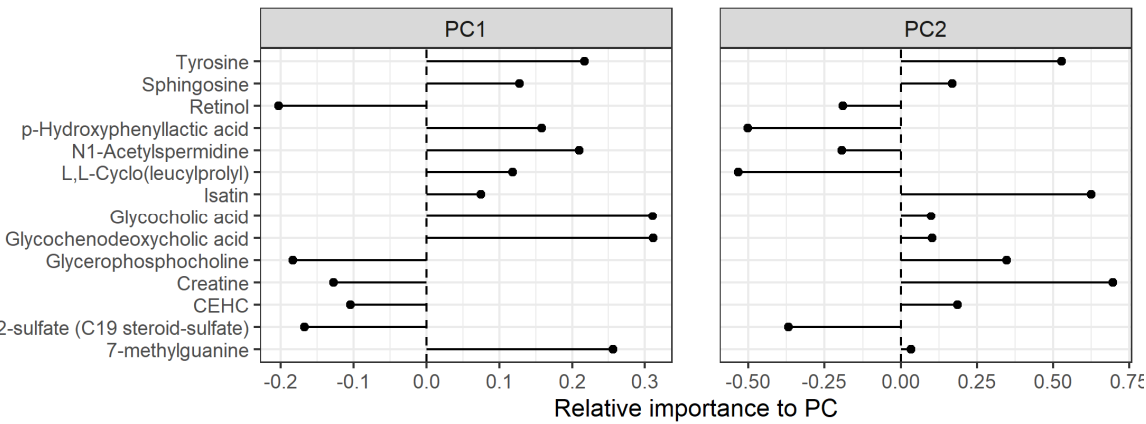 PC1 PC2
Tyrosine
Sphingosine
Retinol
p-Hydroxyphenyllactic acid
N1-Acetylspermidine
L,L-Cyclo(leucylprolyl)
Isatin
Glycocholic acid
Glycochenodeoxycholic acid
Glycerophosphocholine
Creatine
CEHC
2-sulfate (C19 steroid-sulfate)
7-methylguanine
-0.2 -0.1 0.0 0.1 0.2 0.3 -0.50 -0.25 0.00 0.25 0.50 0.75
Relative importance to PC